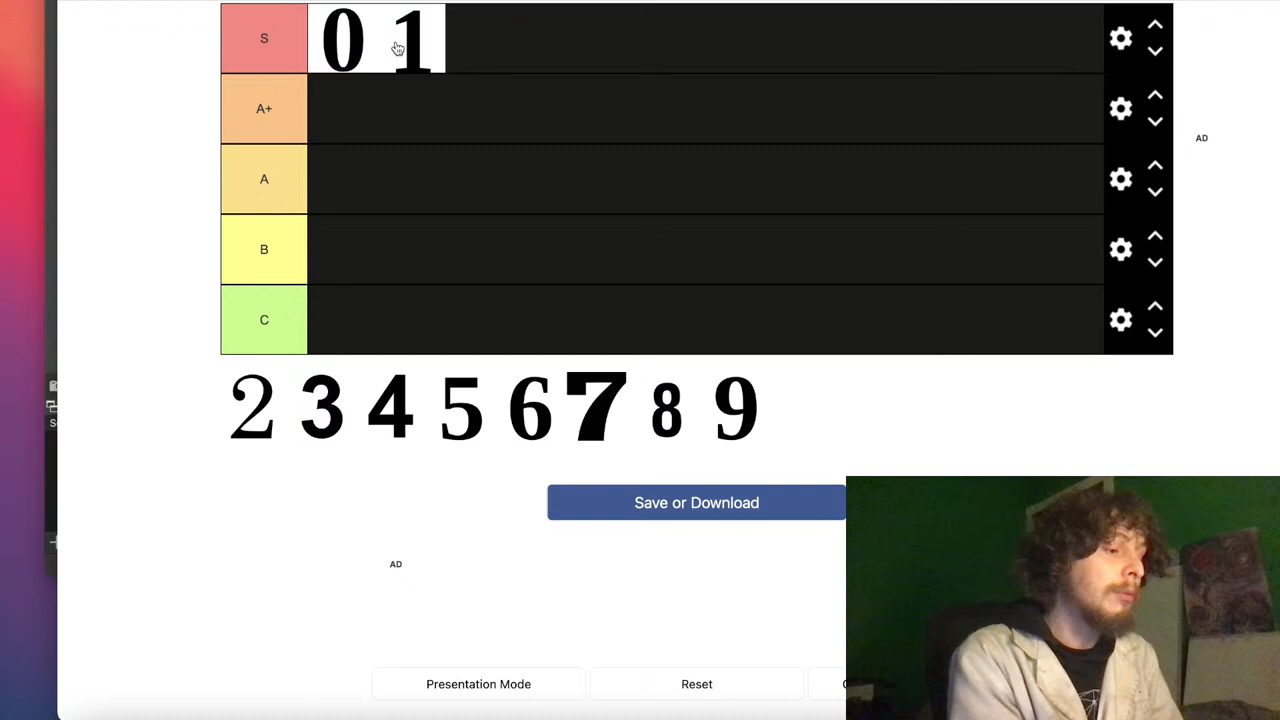 S 0 1
AD
A+
A
B
C
2 3 4 5 6 7 8 9
Save or Download
AD
Presentation Mode
Reset